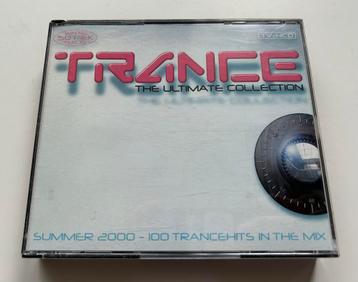 TRANCE
THE ULTIMATE COLLECTION
SUMMER 2000 - 100 TRANCEHITS IN THE MIX